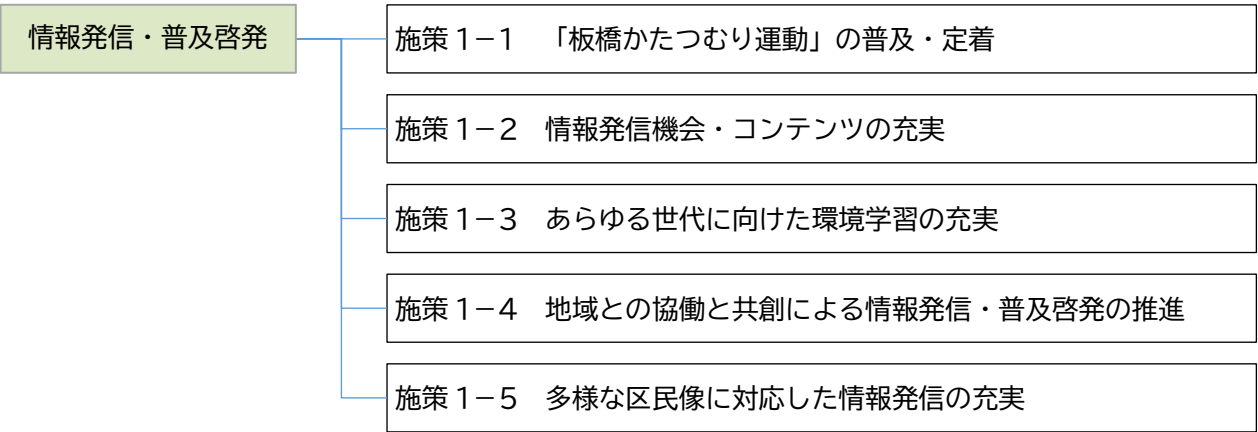 情報発信・普及啓発
施策1－1　「板橋かたつむり運動」の普及・定着
施策1－2　情報発信機会・コンテンツの充実
施策1－3　あらゆる世代に向けた環境学習の充実
施策1－4　地域との協働と共創による情報発信・普及啓発の推進
施策1－5　多様な区民像に対応した情報発信の充実